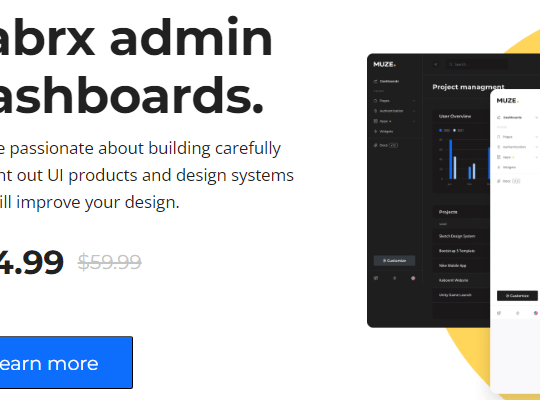 abrx admin
ashboards.
e passionate about building carefully
nt out UI products and design systems
ill improve your design.
4.99 $59.99
earn more
MUZE.
Search...
Project managment
Dashboards
Pages
Authentication
Apps
Widgets
Docs
User Overview
Projects
Sketch Design System
Bootstrap 5 Template
Nike Mobile App
Kodismf Website
Unity Game Launch
Customize
MUZE.
Dashboards
Pages
Authentication
Apps
Widgets
Docs
Customize